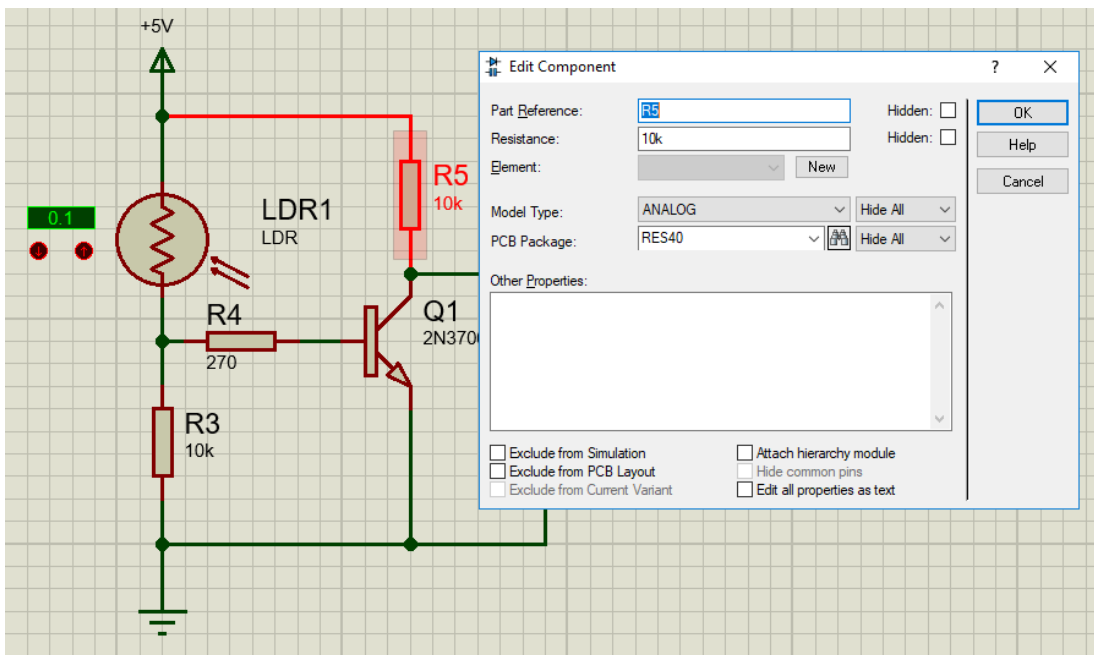 +5V
0.1
LDR1
LDR
R5
10k
R4
270
Q1
R3
10k
Edit Component
?
Part Reference:
R5
Hidden:
OK
Resistance:
10k
Hidden:
Help
Element:
New
Cancel
Model Type:
ANALOG
Hide All
PCB Package:
RES40
Hide All
Other Properties:
Exclude from Simulation
Attach hierarchy module
Exclude from PCB Layout
Hide common pins
Exclude from Current Variant
Edit all properties as text